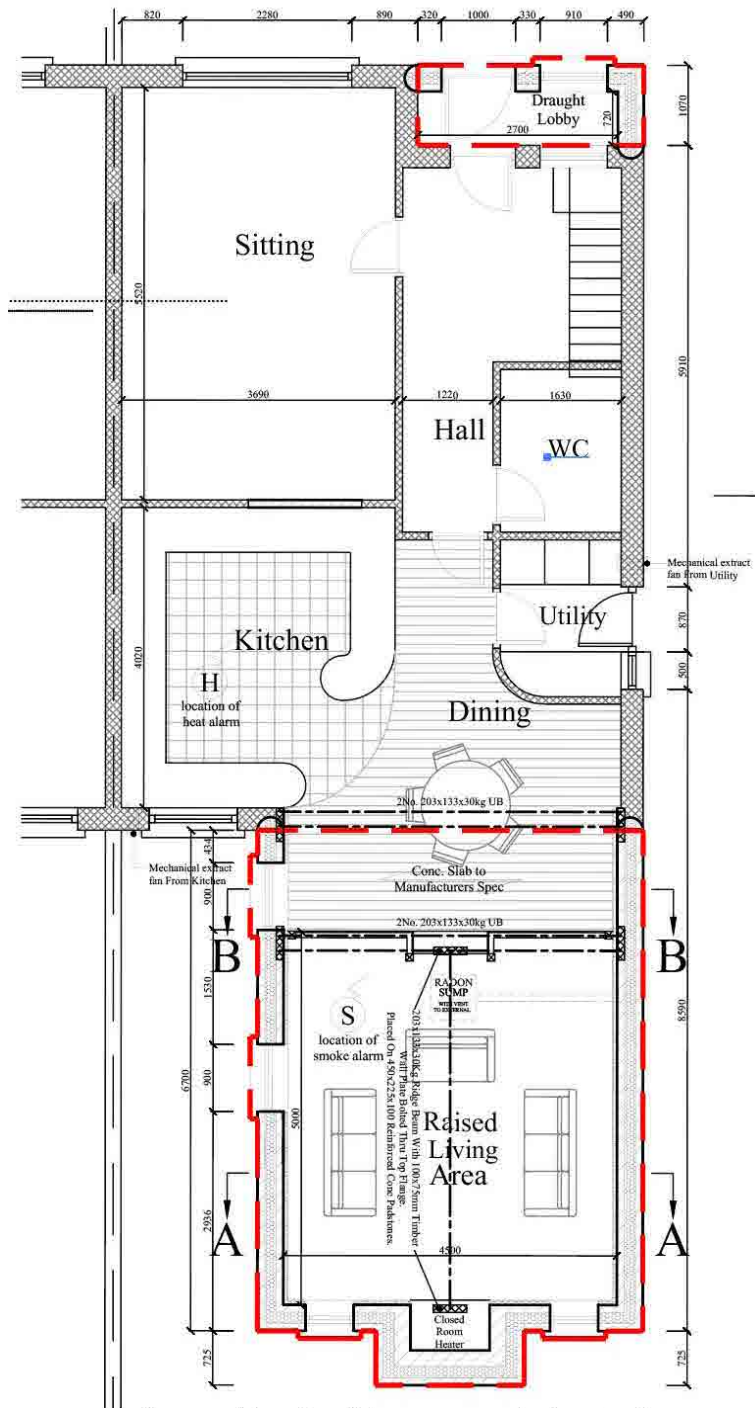 820
2280
890
320
1000
330
910
490
Draught
Lobby
720
2700
1070
Sitting
5520
3690
1220
1630
Hall
WC
5910
Mechanical extract
fan From Utility
Utility
870
500
Kitchen
4020
H
location of
heat alarm
Dining
2No. 203x133x30kg UB
Mechanical extract
fan From Kitchen
434
Conc. Slab to
Manufacturers Spec
900
2No. 203x133x30kg UB
B
B
1530
RADON
SUMP
WITH VENT
TO EXTERNAL
S
location of
smoke alarm
203x133x30Kg Ridge Beam With 100x75mm Timber
Wall Plate Bolted Thru Top Flange.
Placed On 450x225x100 Reinforced Conc Padstones.
8590
6700
900
5000
Raised
Living
Area
2936
A
A
4500
Closed
Room
Heater
725
725